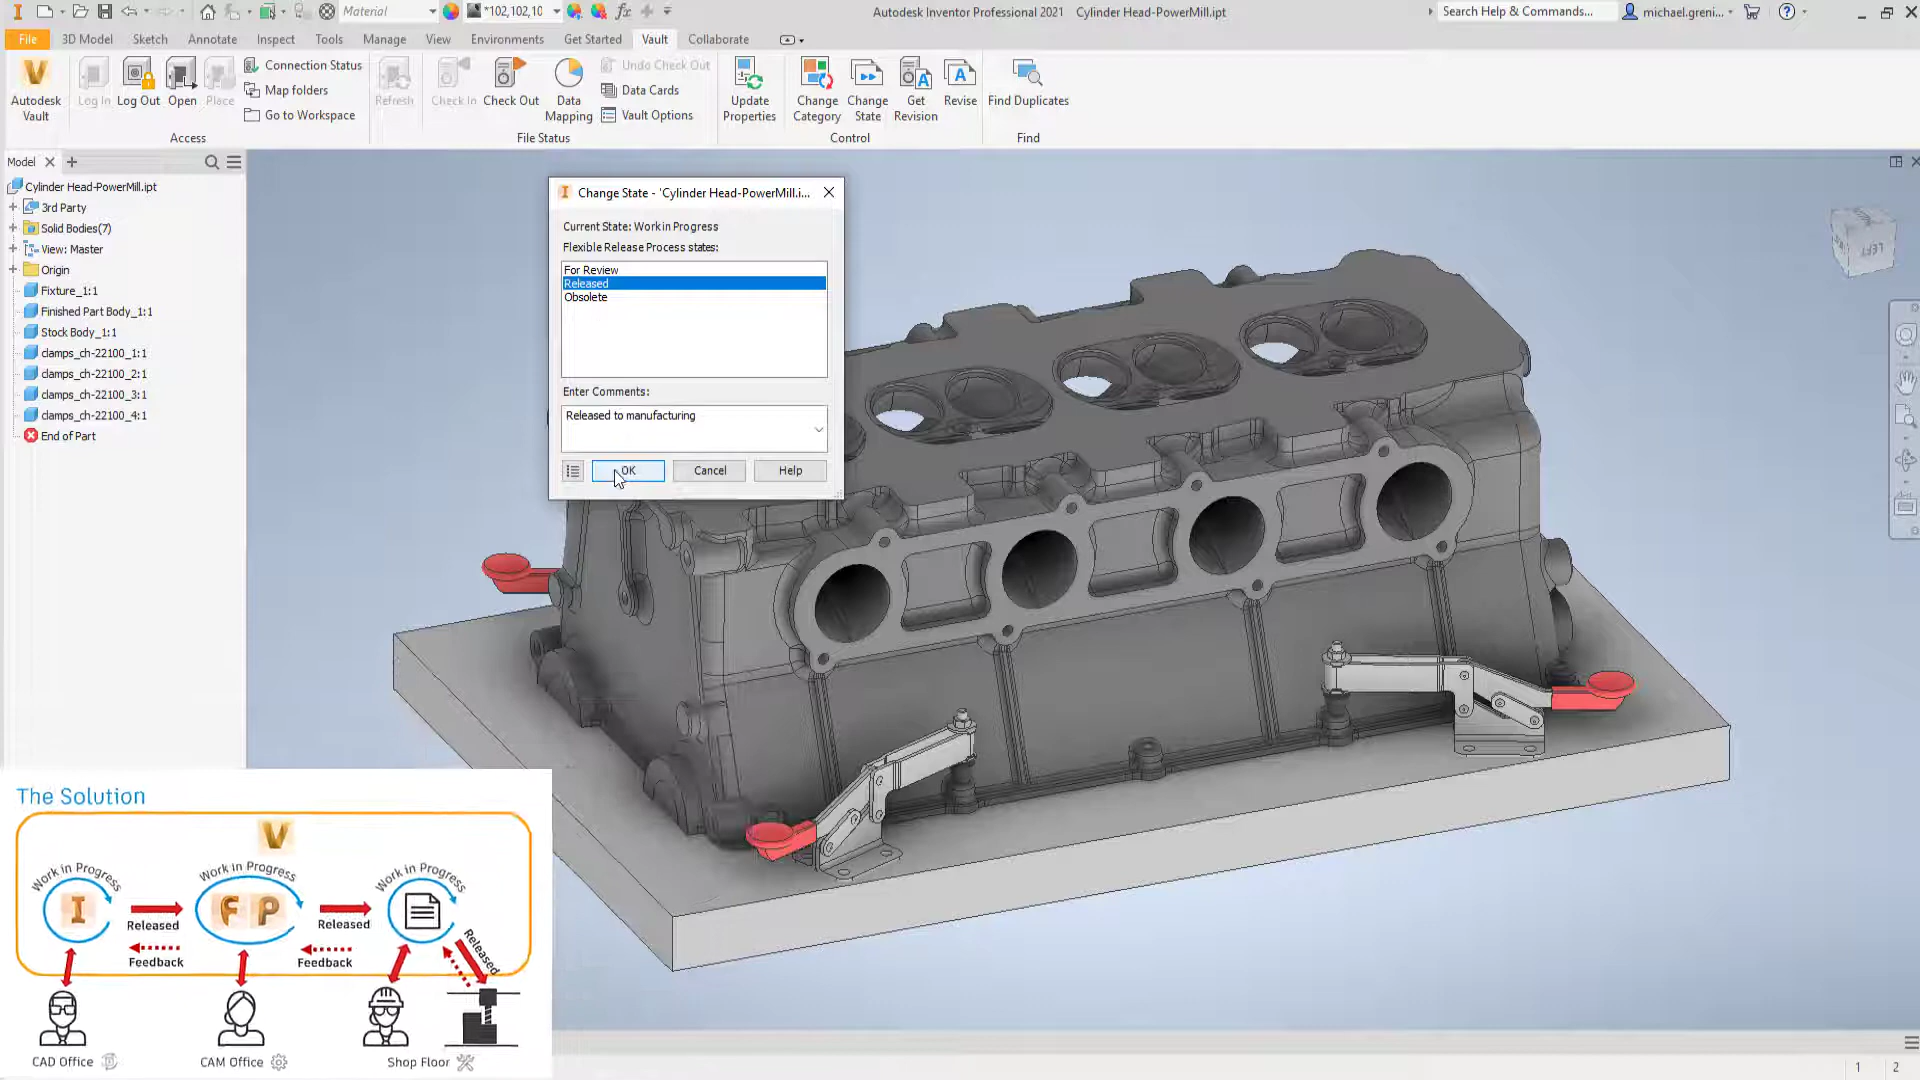 Material
*102,102,10
fx
Autodesk Inventor Professional 2021 Cylinder Head-PowerMill.ipt
Search Help & Commands...
michael.greni...
File
3D Model
Sketch
Annotate
Inspect
Tools
Manage
View
Environments
Get Started
Vault
Collaborate
Autodesk
Vault
Log In
Log Out
Open
Place
Connection Status
Map folders
Go to Workspace
Access
Refresh
Check In
Check Out
Data
Mapping
Undo Check Out
Data Cards
Vault Options
File Status
Update
Properties
Change
Category
Change
State
Get
Revision
Revise
Control
Find Duplicates
Find
Model
Cylinder Head-PowerMill.ipt
3rd Party
Solid Bodies(7)
View: Master
Origin
Fixture_1:1
Finished Part Body_1:1
Stock Body_1:1
clamps_ch-22100_1:1
clamps_ch-22100_2:1
clamps_ch-22100_3:1
clamps_ch-22100_4:1
End of Part
Change State - 'Cylinder Head-PowerMill.i...
Current State: Work in Progress
Flexible Release Process states:
For Review
Released
Obsolete
Enter Comments:
Released to manufacturing
OK
Cancel
Help
LEFT
The Solution
V
Work in Progress
Work in Progress
Work in Progress
I
F P
Released
Released
Released
Feedback
Feedback
CAD Office
CAM Office
Shop Floor
1
2